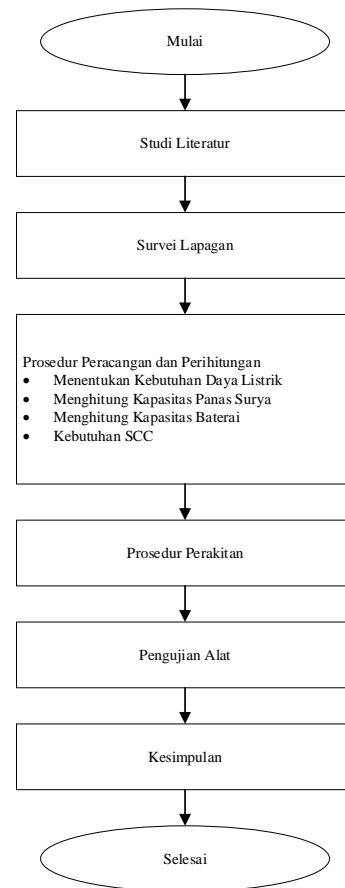 Mulai
Studi Literatur
Survei Lapagan
Prosedur Peracangan dan Perihitungan
• Menentukan Kebutuhan Daya Listrik
• Menghitung Kapasitas Panas Surya
• Menghitung Kapasitas Baterai
• Kebutuhan SCC
Prosedur Perakitan
Pengujian Alat
Kesimpulan
Selesai